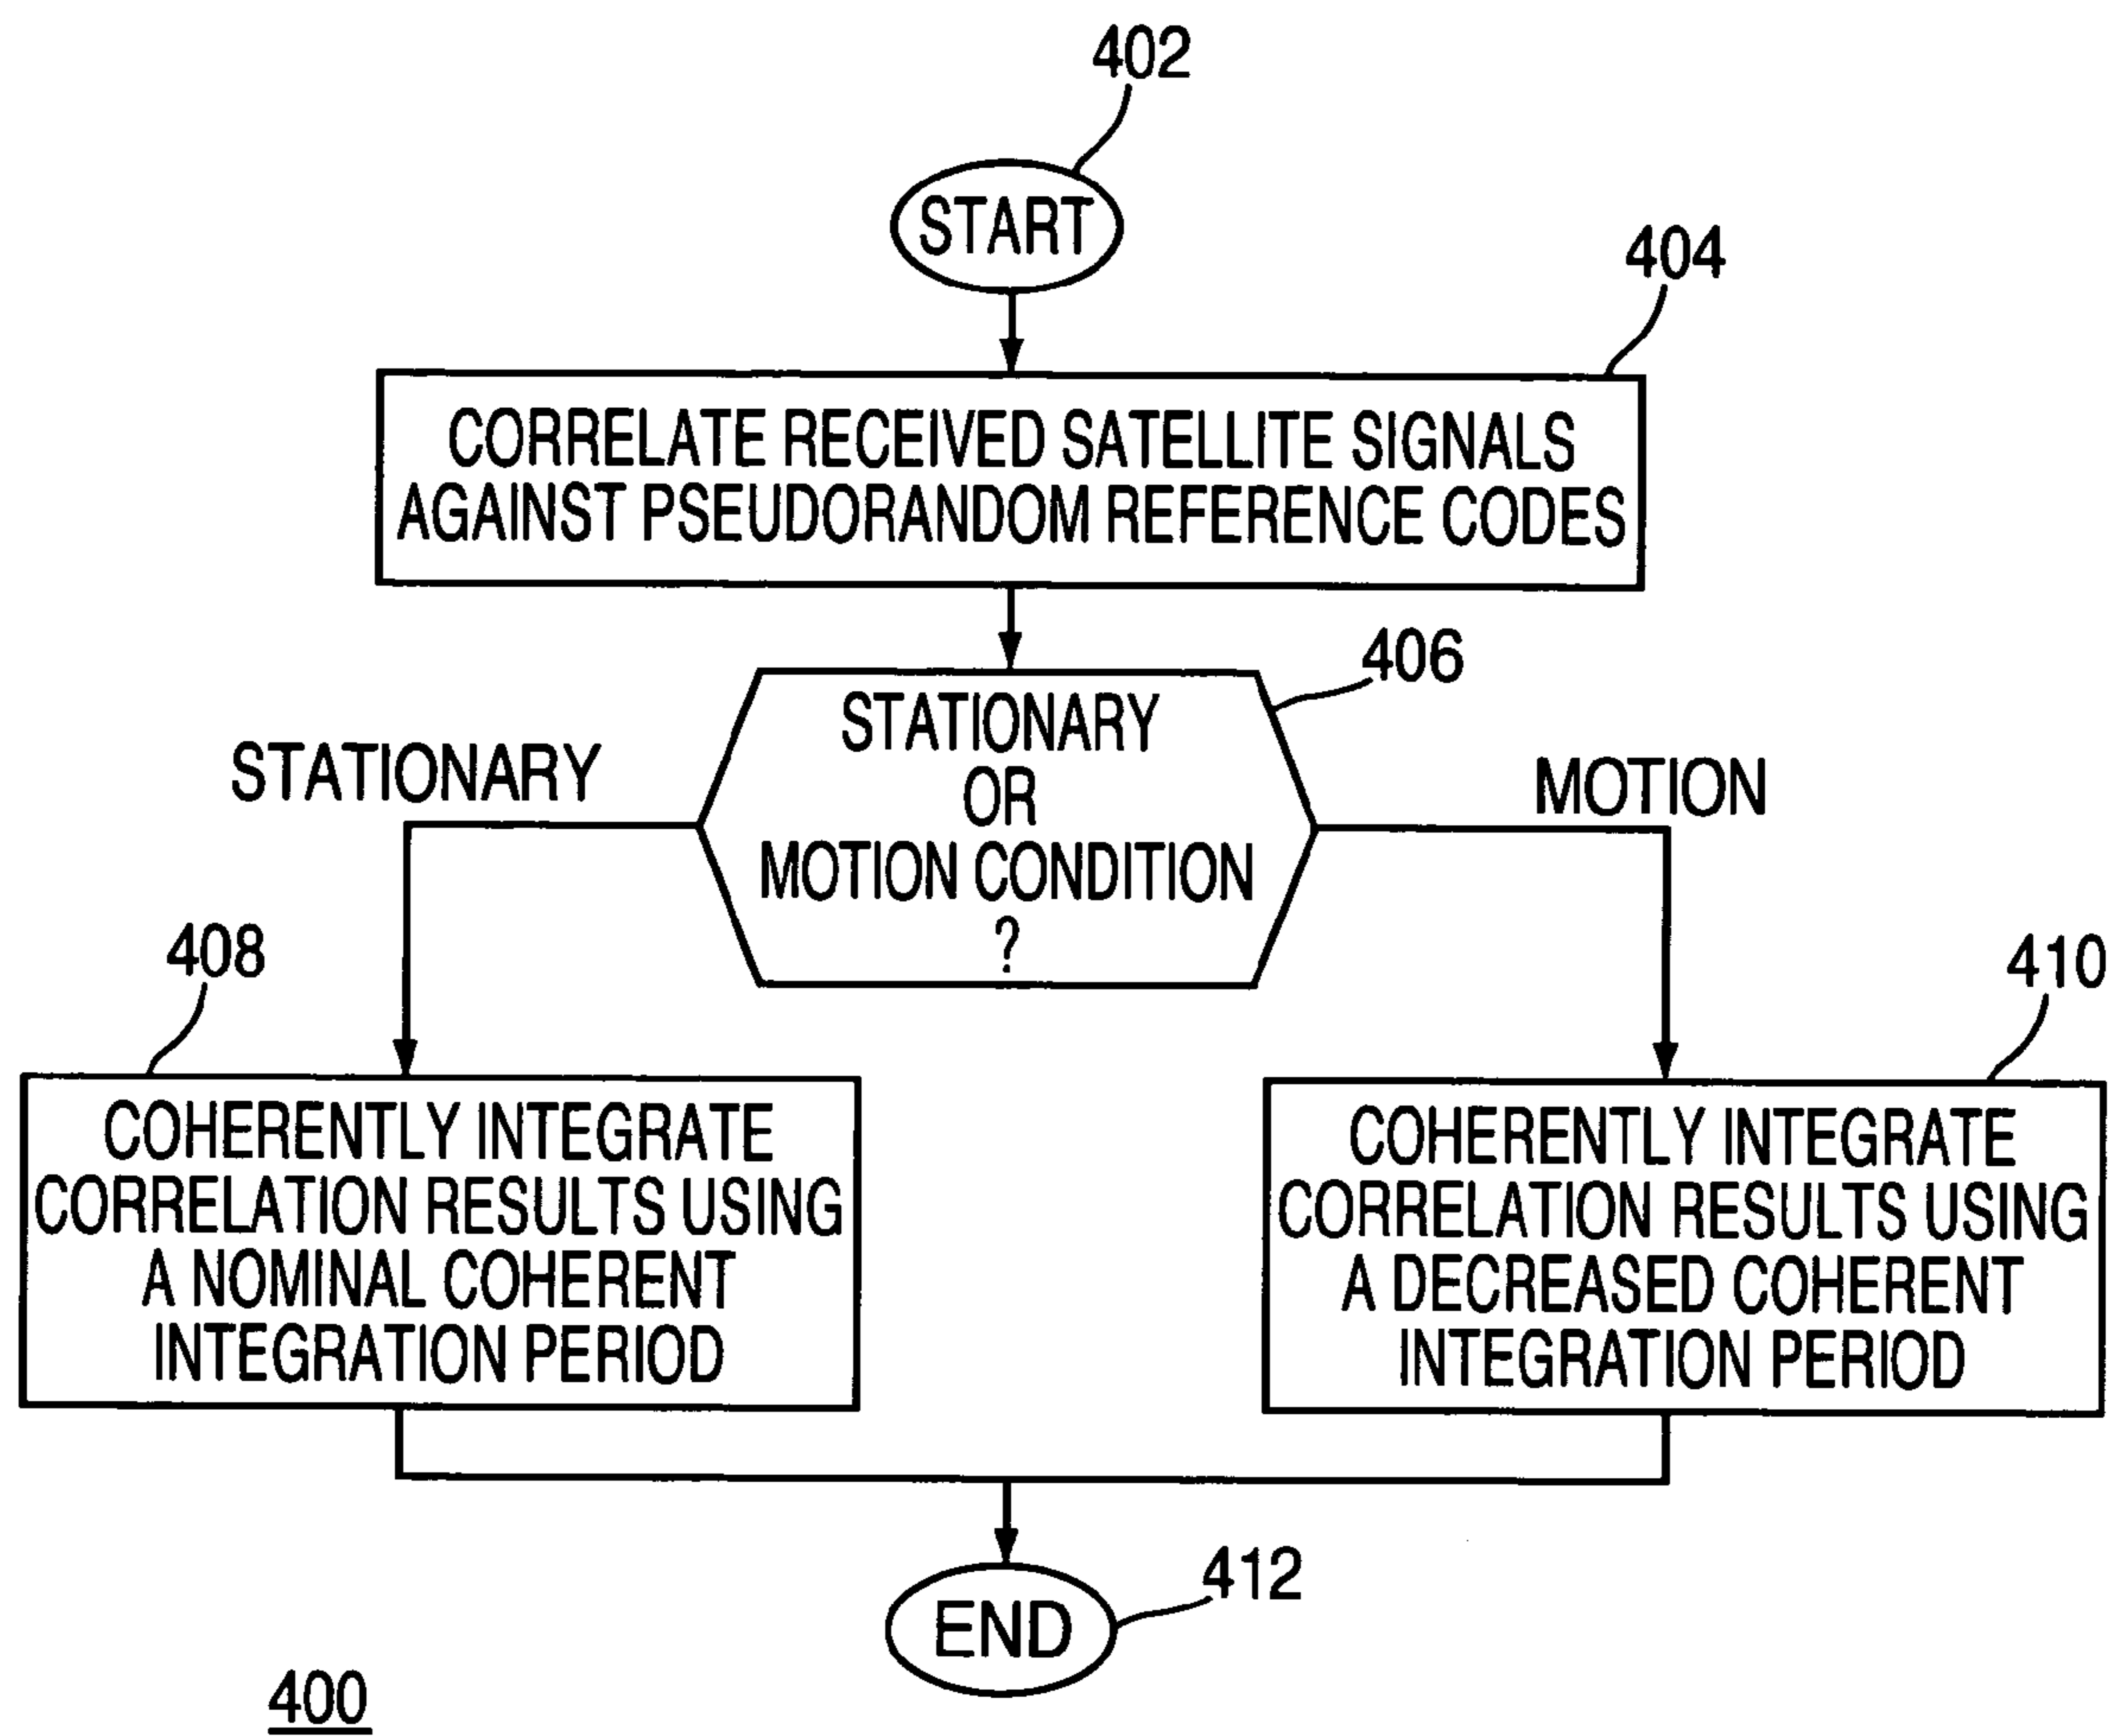 402
START
404
CORRELATE RECEIVED SATELLITE SIGNALS
AGAINST PSEUDORANDOM REFERENCE CODES
406
STATIONARY
OR
MOTION CONDITION
?
STATIONARY
MOTION
408
COHERENTLY INTEGRATE
CORRELATION RESULTS USING
A NOMINAL COHERENT
INTEGRATION PERIOD
410
COHERENTLY INTEGRATE
CORRELATION RESULTS USING
A DECREASED COHERENT
INTEGRATION PERIOD
412
END
400